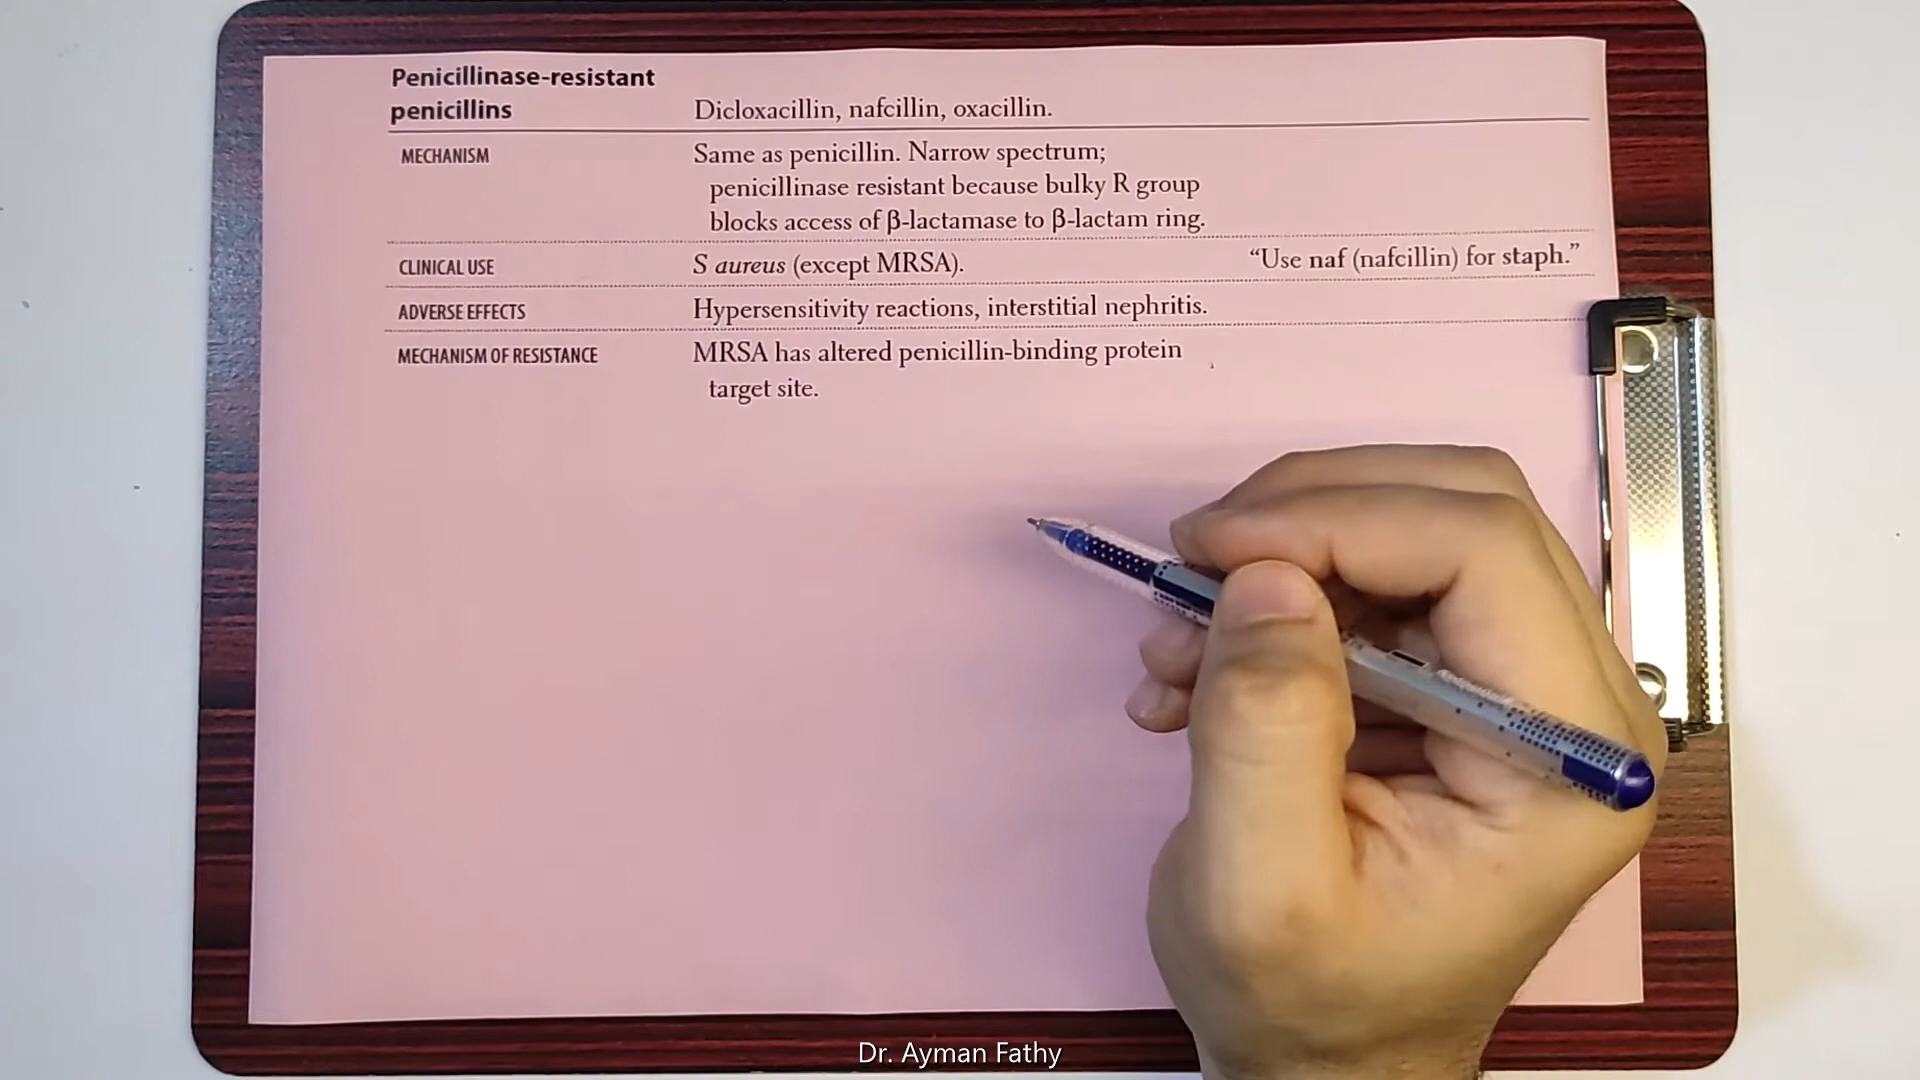 Penicillinase-resistant
penicillins
Dicloxacillin, nafcillin, oxacillin.
MECHANISM
Same as penicillin. Narrow spectrum;
penicillinase resistant because bulky R group
blocks access of β-lactamase to β-lactam ring.
CLINICAL USE
S aureus (except MRSA).
“Use naf (nafcillin) for staph.”
ADVERSE EFFECTS
Hypersensitivity reactions, interstitial nephritis.
MECHANISM OF RESISTANCE
MRSA has altered penicillin-binding protein
target site.
Dr. Ayman Fathy